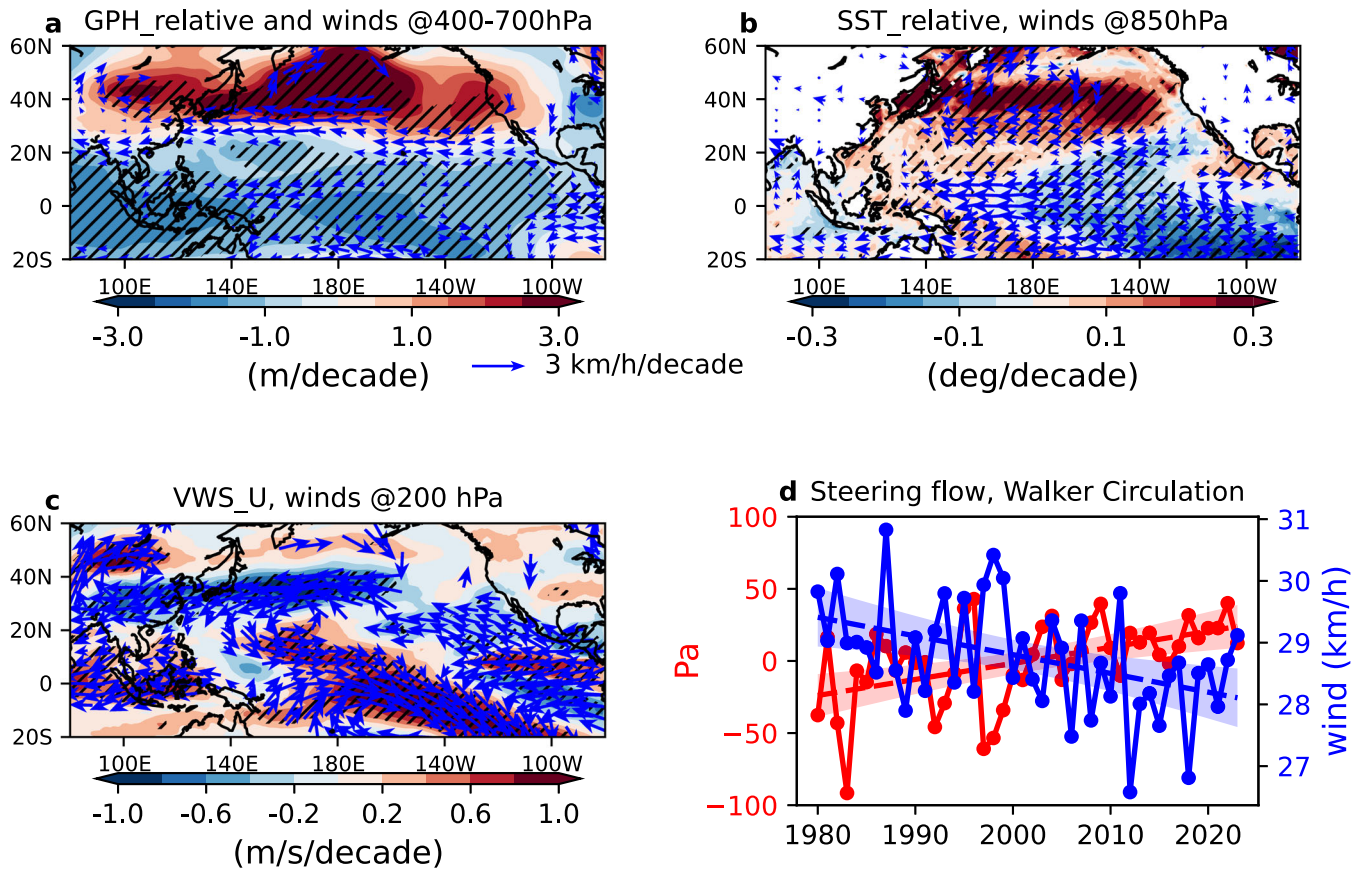 a GPH_relative and winds @400-700hPa
60N
40N
20N
0
20S
100E 140E 180E 140W 100W
-3.0 -1.0 1.0 3.0
(m/decade)
3 km/h/decade
b SST_relative, winds @850hPa
60N
40N
20N
0
20S
100E 140E 180E 140W 100W
-0.3 -0.1 0.1 0.3
(deg/decade)
c VWS_U, winds @200 hPa
60N
40N
20N
0
20S
100E 140E 180E 140W 100W
-1.0 -0.6 -0.2 0.2 0.6 1.0
(m/s/decade)
d Steering flow, Walker Circulation
100
50
0
−50
−100
Pa
31
30
29
28
27
wind (km/h)
1980 1990 2000 2010 2020